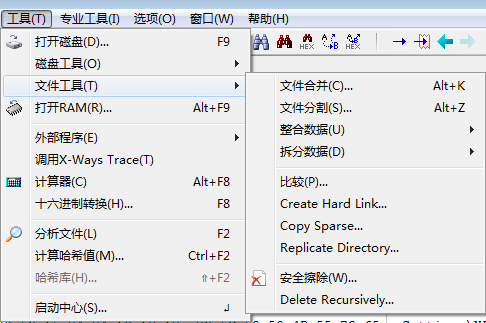 工具(T) 专业工具(I) 选项(O) 窗口(W) 帮助(H)
打开磁盘(D)... F9
磁盘工具(O)
文件工具(T)
打开RAM(R)... Alt+F9
外部程序(E)
调用X-Ways Trace(T)
计算器(C) Alt+F8
十六进制转换(H)... F8
分析文件(L) F2
计算哈希值(M)... Ctrl+F2
哈希库(H)... ⇧+F2
启动中心(S)... ↲
HEX
HEX
文件合并(C)... Alt+K
文件分割(S)... Alt+Z
整合数据(U)
拆分数据(D)
比较(P)...
Create Hard Link...
Copy Sparse...
Replicate Directory...
安全擦除(W)...
Delete Recursively...